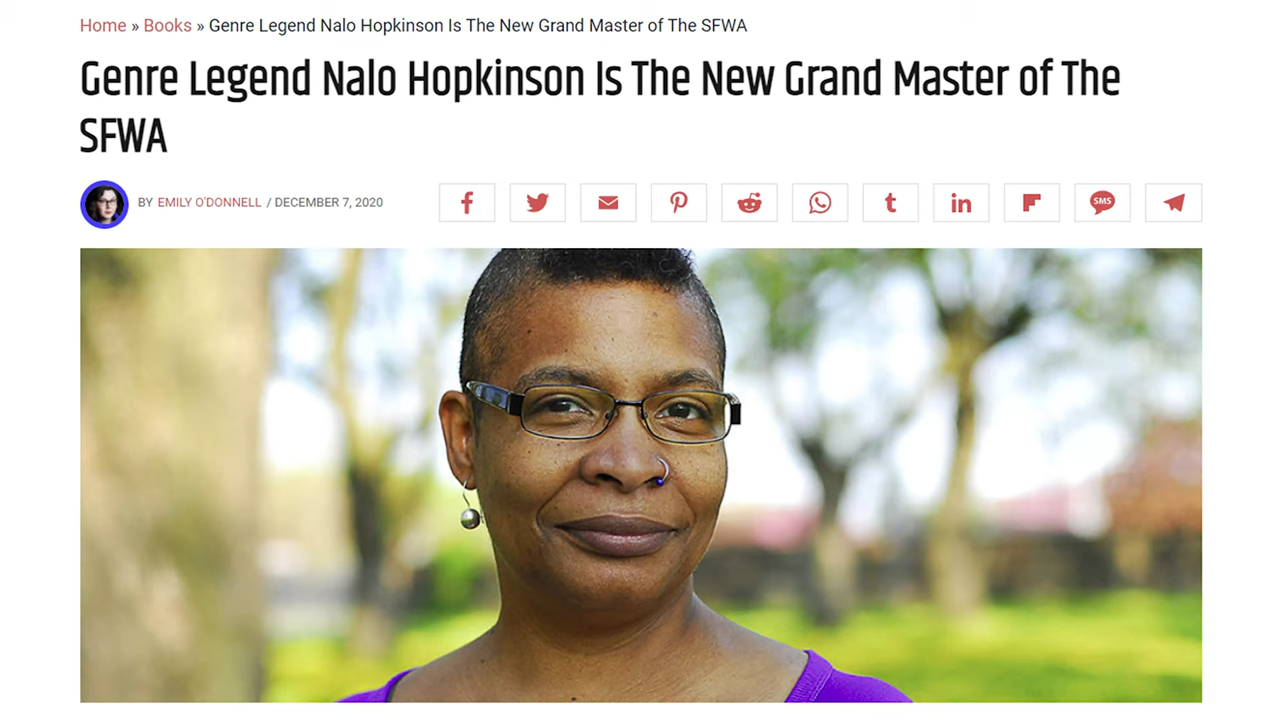 Home » Books » Genre Legend Nalo Hopkinson Is The New Grand Master of The SFWA
Genre Legend Nalo Hopkinson Is The New Grand Master of The
SFWA
BY EMILY O'DONNELL / DECEMBER 7, 2020
SMS